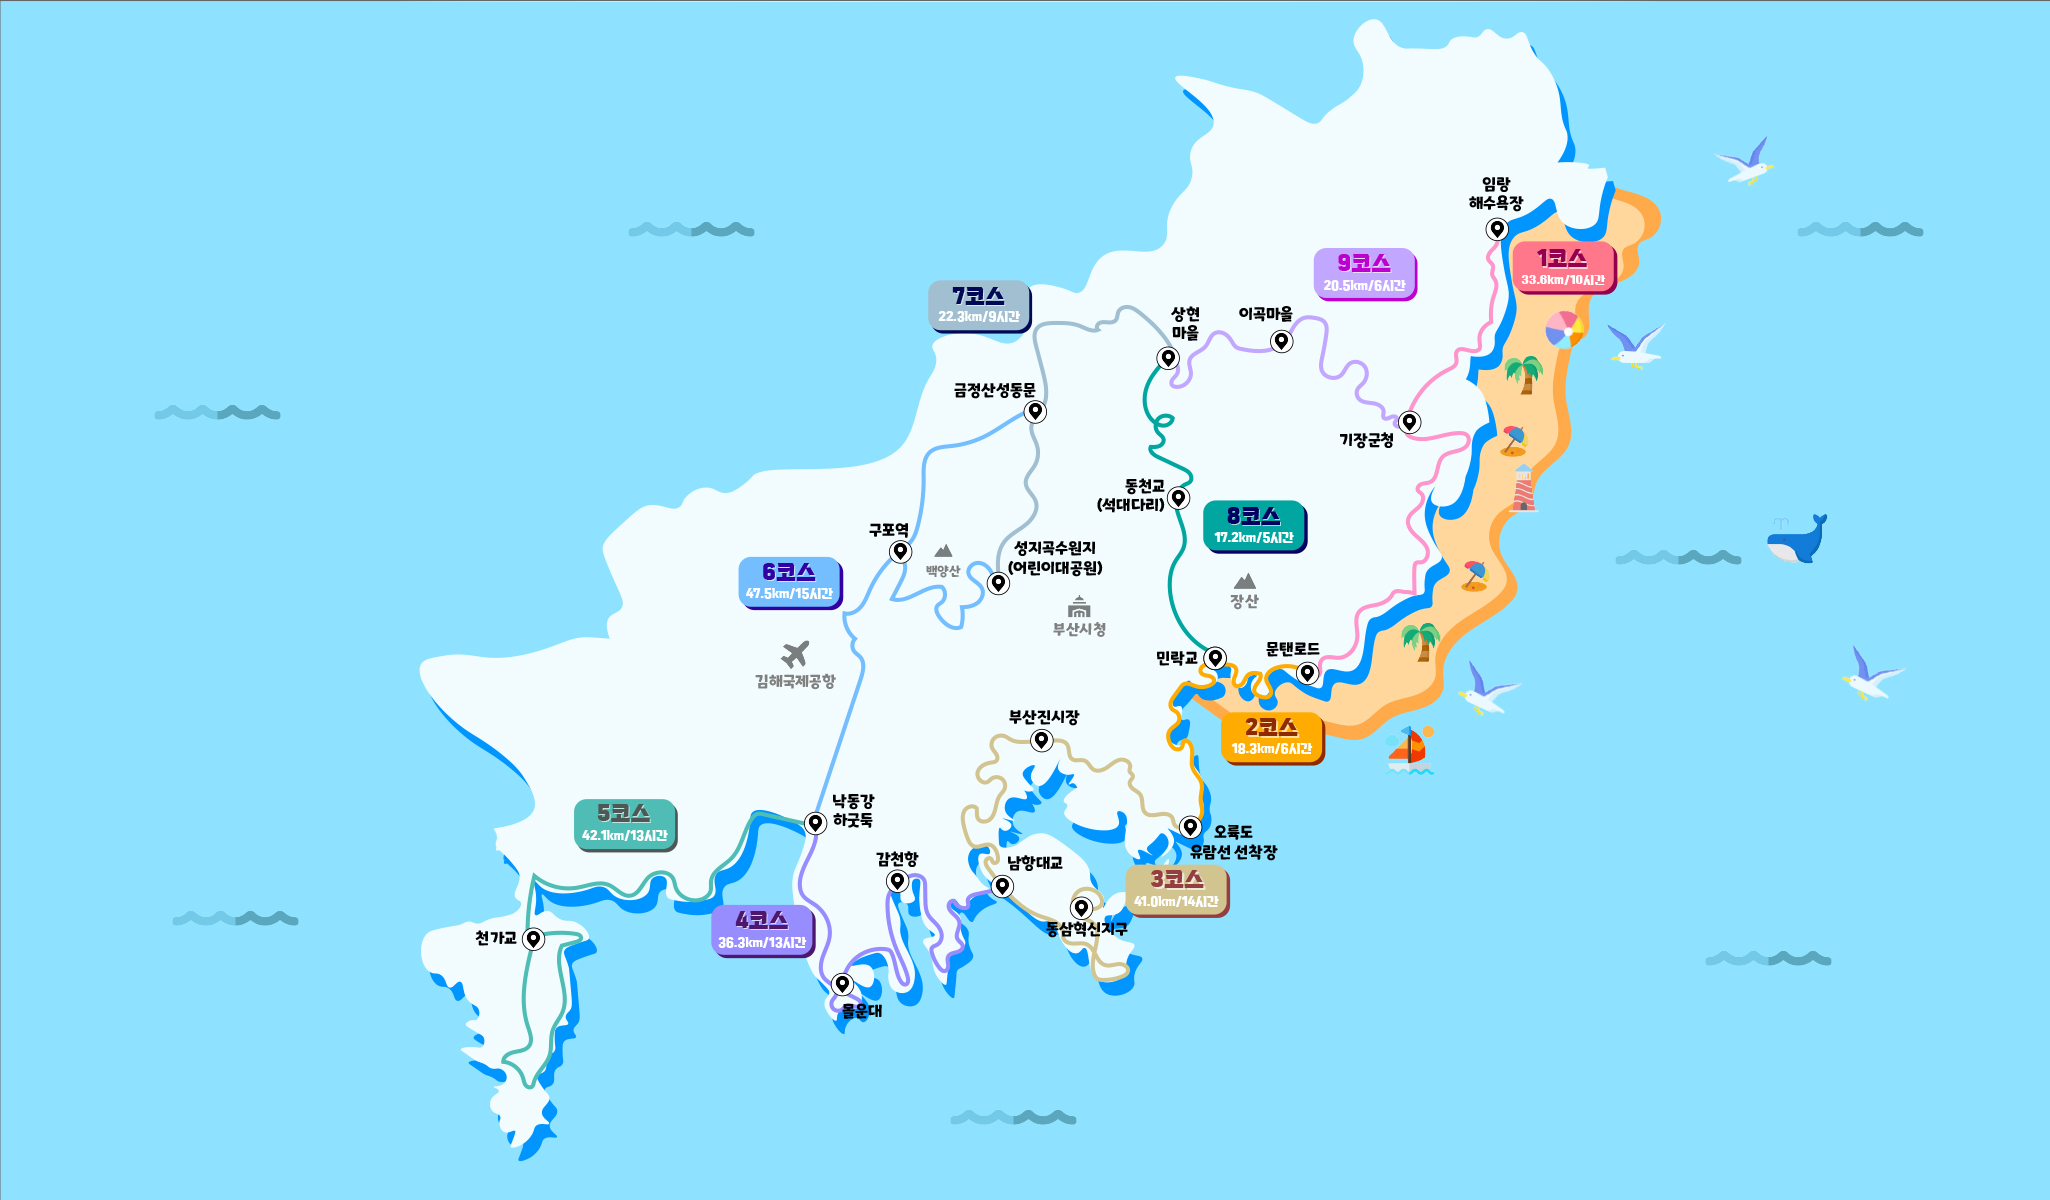 임랑
해수욕장
1코스
33.6km/10시간
9코스
20.5km/6시간
7코스
22.3km/9시간
상현
마을
이곡마을
금정산성동문
기장군청
동천교
(석대다리)
8코스
17.2km/5시간
구포역
백양산
성지곡수원지
(어린이대공원)
6코스
47.5km/15시간
장산
부산시청
김해국제공항
민락교
문탠로드
부산진시장
2코스
18.3km/6시간
낙동강
하굿둑
5코스
42.1km/13시간
오륙도
유람선 선착장
감천항
남항대교
3코스
41.0km/14시간
4코스
36.3km/13시간
동삼혁신지구
천가교
몰운대